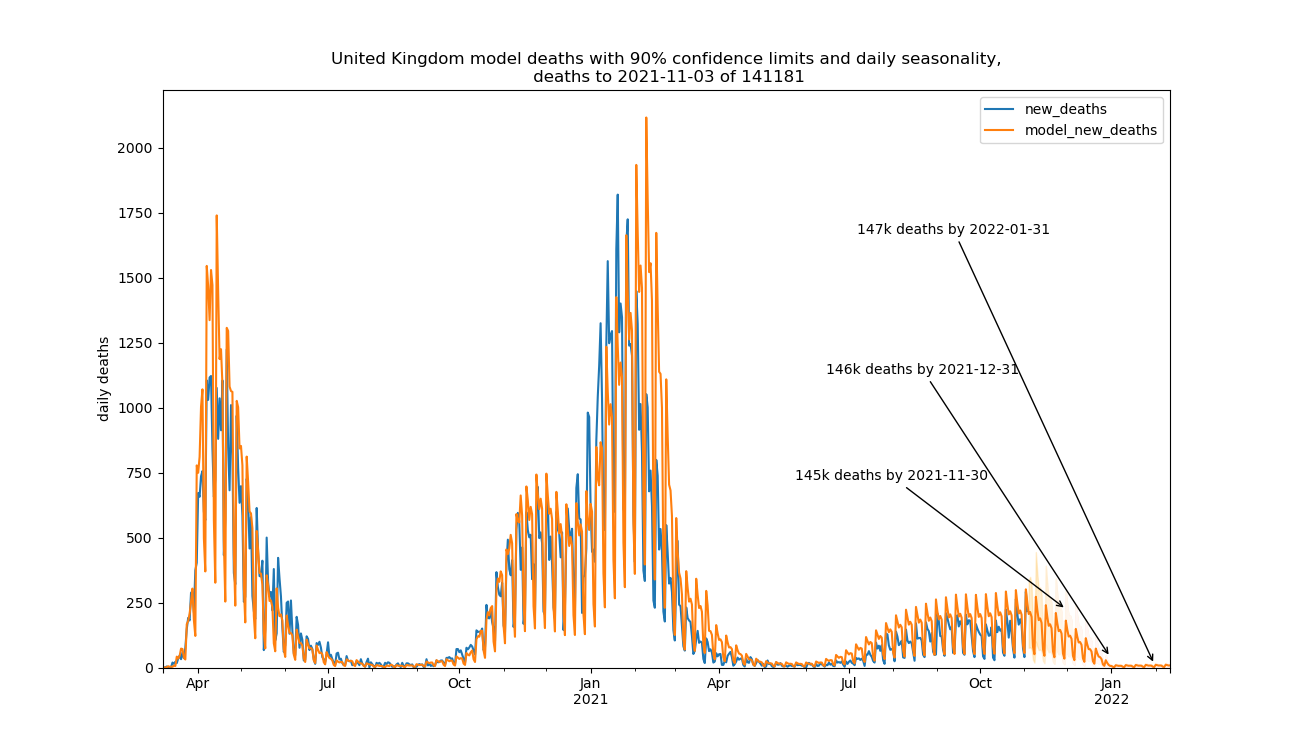 United Kingdom model deaths with 90% confidence limits and daily seasonality,
deaths to 2021-11-03 of 141181
new_deaths
model_new_deaths
daily deaths
2000
1750
1500
1250
1000
750
500
250
0
147k deaths by 2022-01-31
146k deaths by 2021-12-31
145k deaths by 2021-11-30
Apr Jul Oct Jan Apr Jul Oct Jan
2021 2022